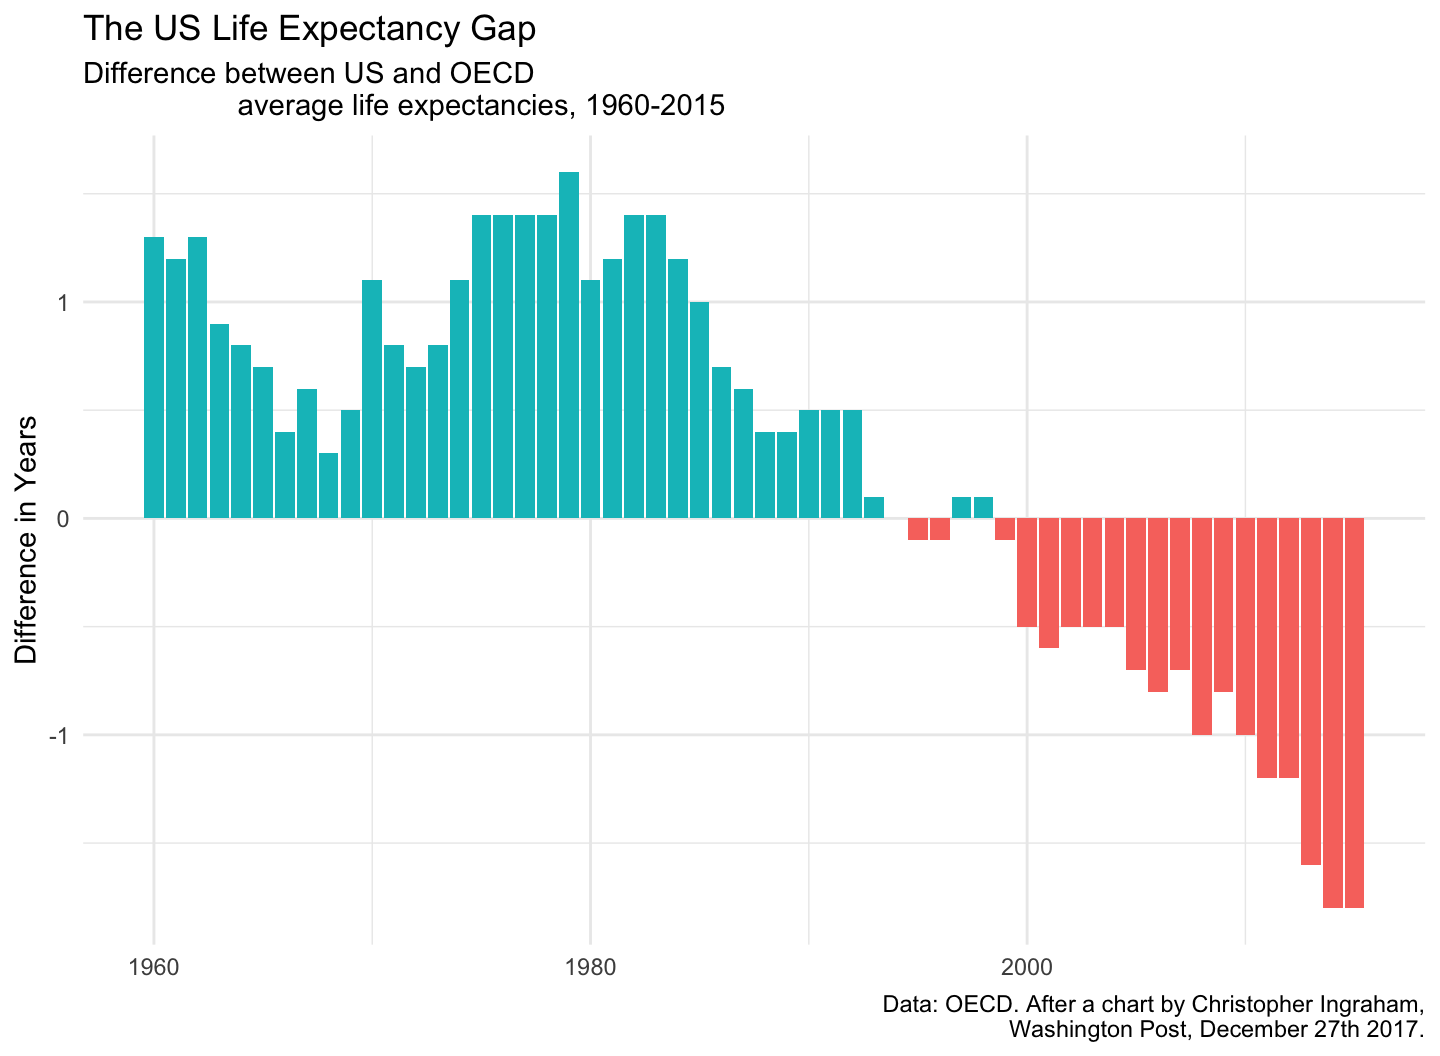 The US Life Expectancy Gap
Difference between US and OECD
average life expectancies, 1960-2015
Difference in Years
1
0
-1
1960
1980
2000
Data: OECD. After a chart by Christopher Ingraham,
Washington Post, December 27th 2017.